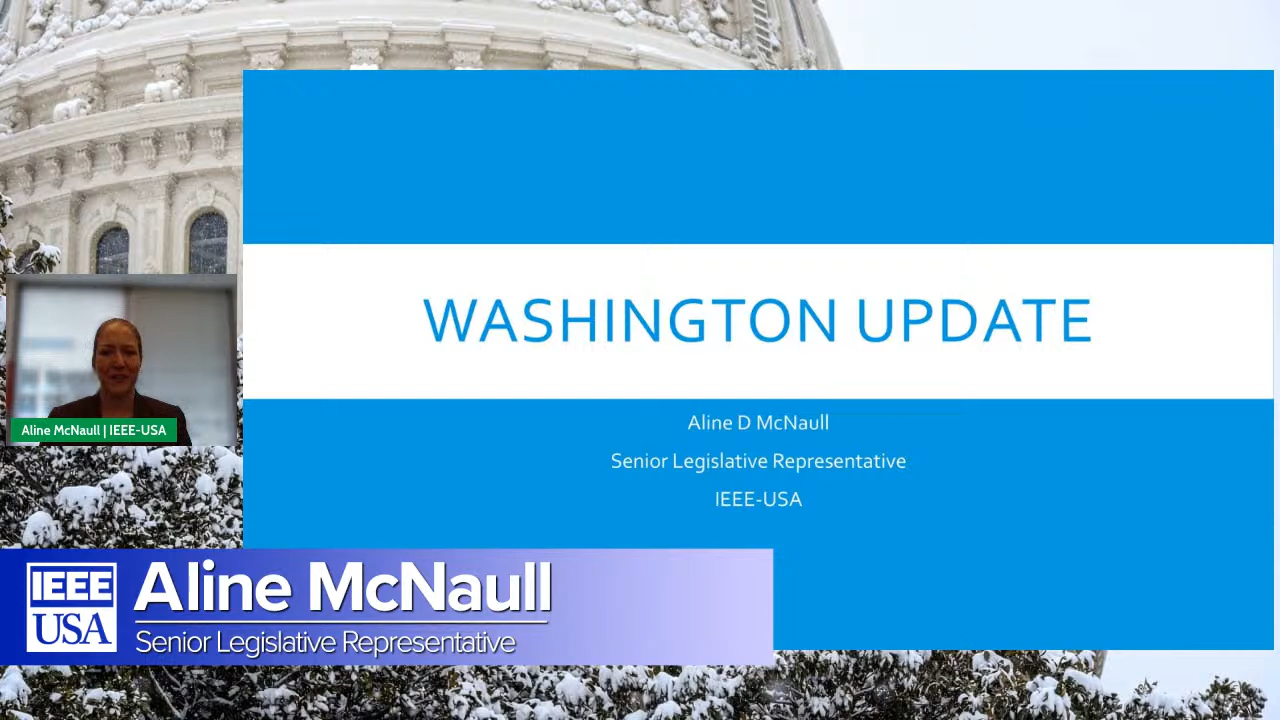 WASHINGTON UPDATE
Aline D McNaull
Senior Legislative Representative
IEEE-USA
Aline McNaull | IEEE-USA
IEEE
USA
Aline McNaull
Senior Legislative Representative